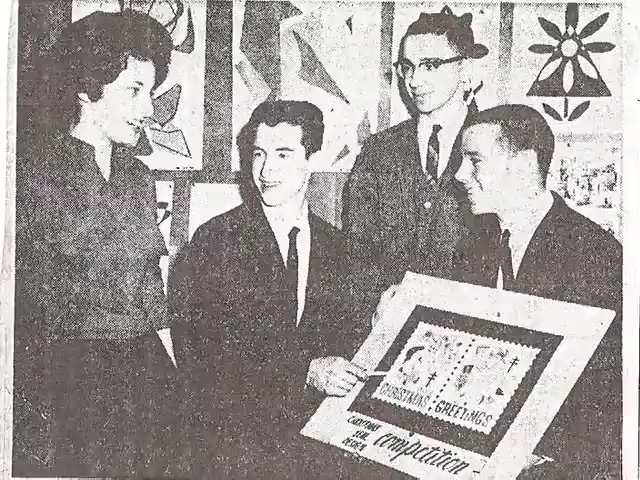 CHRISTMAS GREETINGS
CHRISTMAS
SEAL
DESIGN
competition